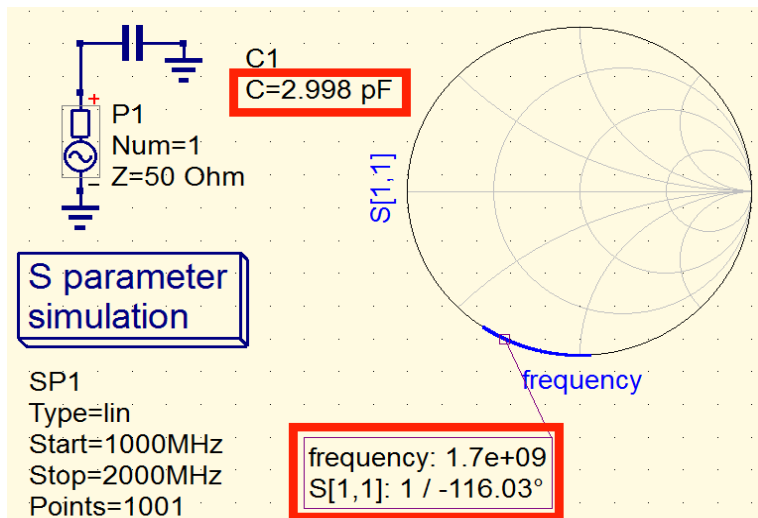 C1
C=2.998 pF
+
P1
Num=1
Z=50 Ohm
S[1,1]
S parameter
simulation
frequency
SP1
Type=lin
Start=1000MHz
Stop=2000MHz
Points=1001
frequency: 1.7e+09
S[1,1]: 1 / -116.03°